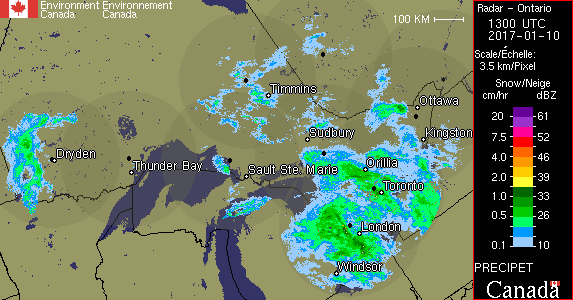 Environment Environnement
Canada Canada
100 KM
Timmins
Ottawa
Sudbury
Kingston
Dryden
Thunder Bay
Sault Ste. Marie
Orillia
Toronto
London
Windsor
Radar - Ontario
1300 UTC
2017-01-10
Scale/Échelle:
3.5 km/Pixel
Snow/Neige
cm/hr dBZ
20 61
7.5 52
4.0 46
2.0 39
1.0 33
0.5 26
0.1 10
PRECIPET
Canada